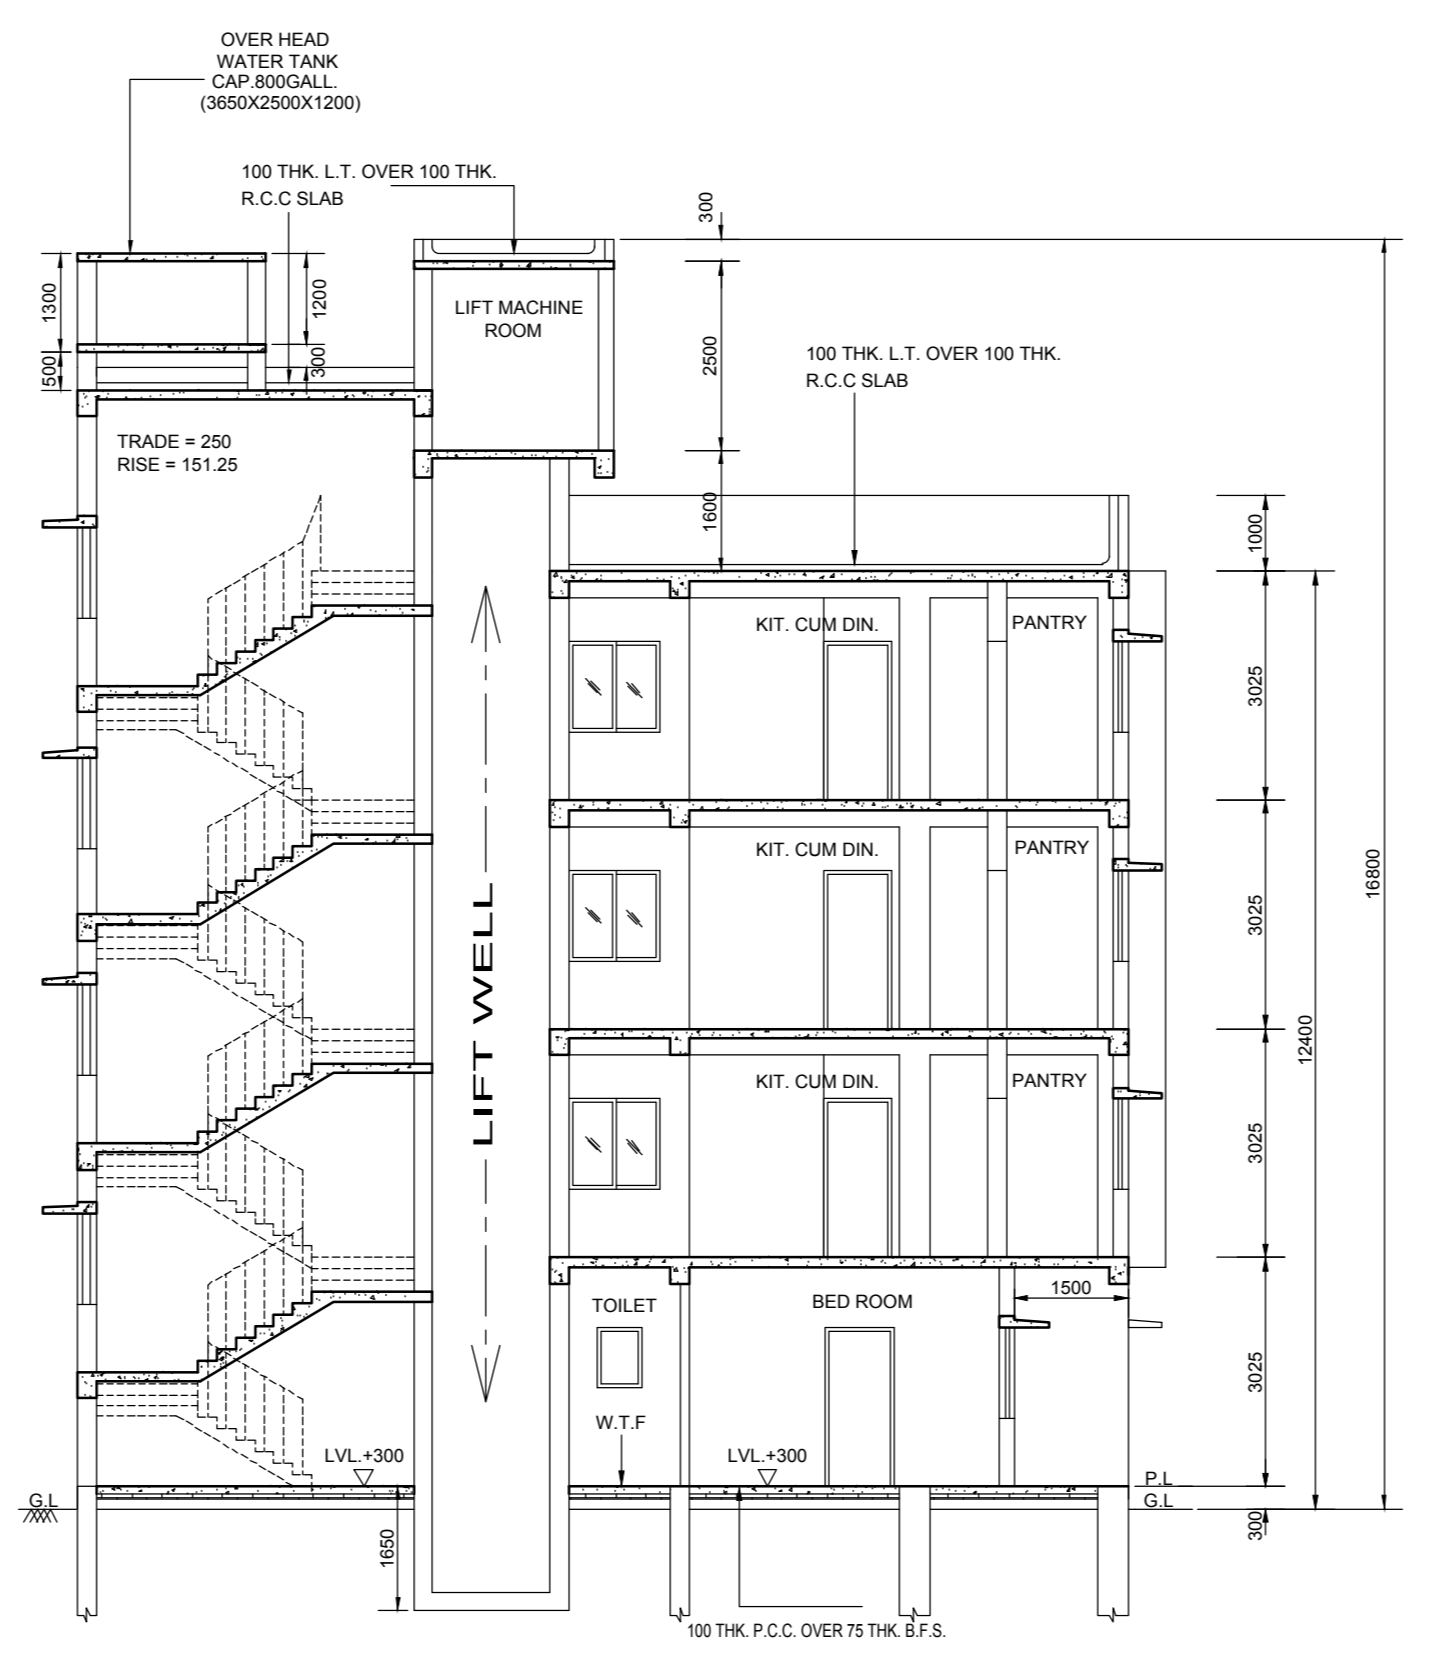 OVER HEAD
WATER TANK
CAP.800GALL.
(3650X2500X1200)
100 THK. L.T. OVER 100 THK.
R.C.C SLAB
300
1300
1200
500
300
LIFT MACHINE
ROOM
2500
100 THK. L.T. OVER 100 THK.
R.C.C SLAB
TRADE = 250
RISE = 151.25
1600
1000
KIT. CUM DIN.
PANTRY
3025
KIT. CUM DIN.
PANTRY
3025
16800
LIFT WELL
12400
KIT. CUM DIN.
PANTRY
3025
TOILET
BED ROOM
1500
3025
W.T.F
LVL.+300
LVL.+300
P.L
G.L
G.L
300
1650
100 THK. P.C.C. OVER 75 THK. B.F.S.